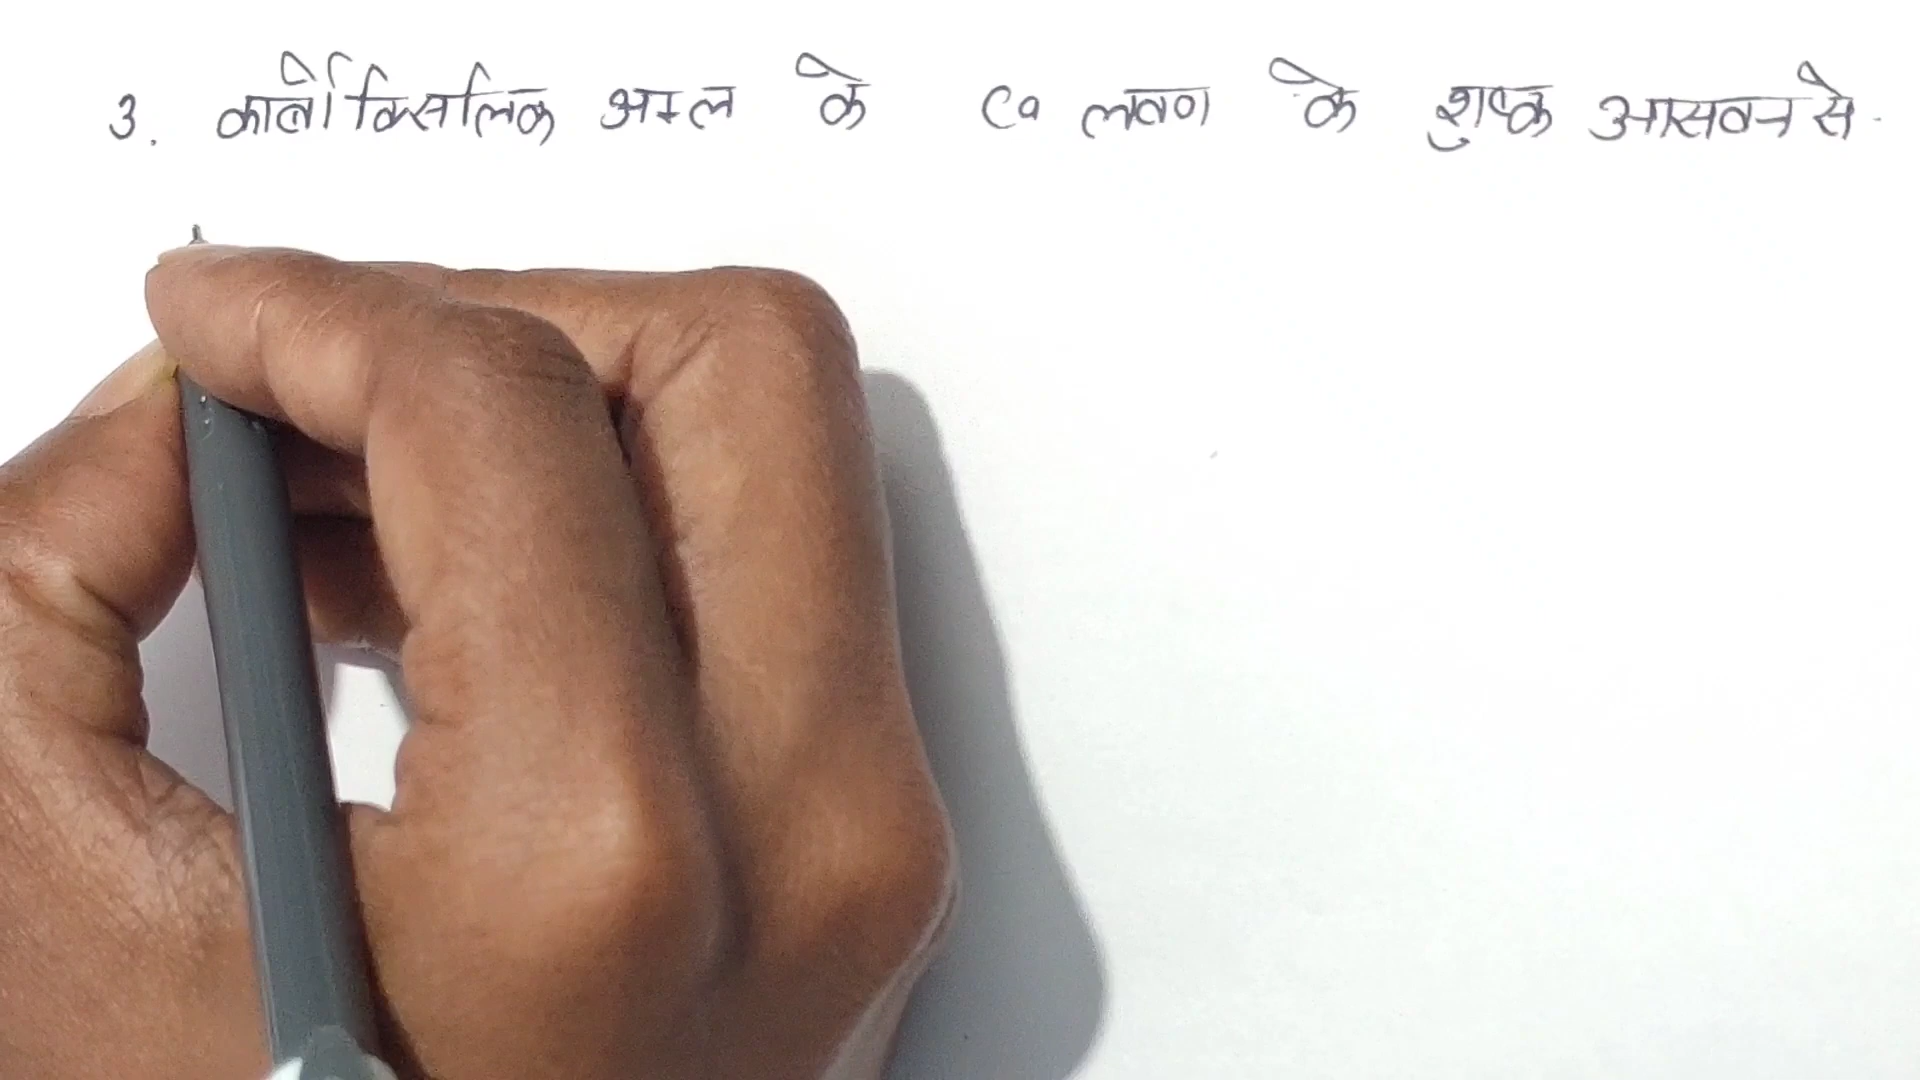 3. कार्बोक्सिलिक अम्ल के Ca लवण के शुष्क आसवन से.